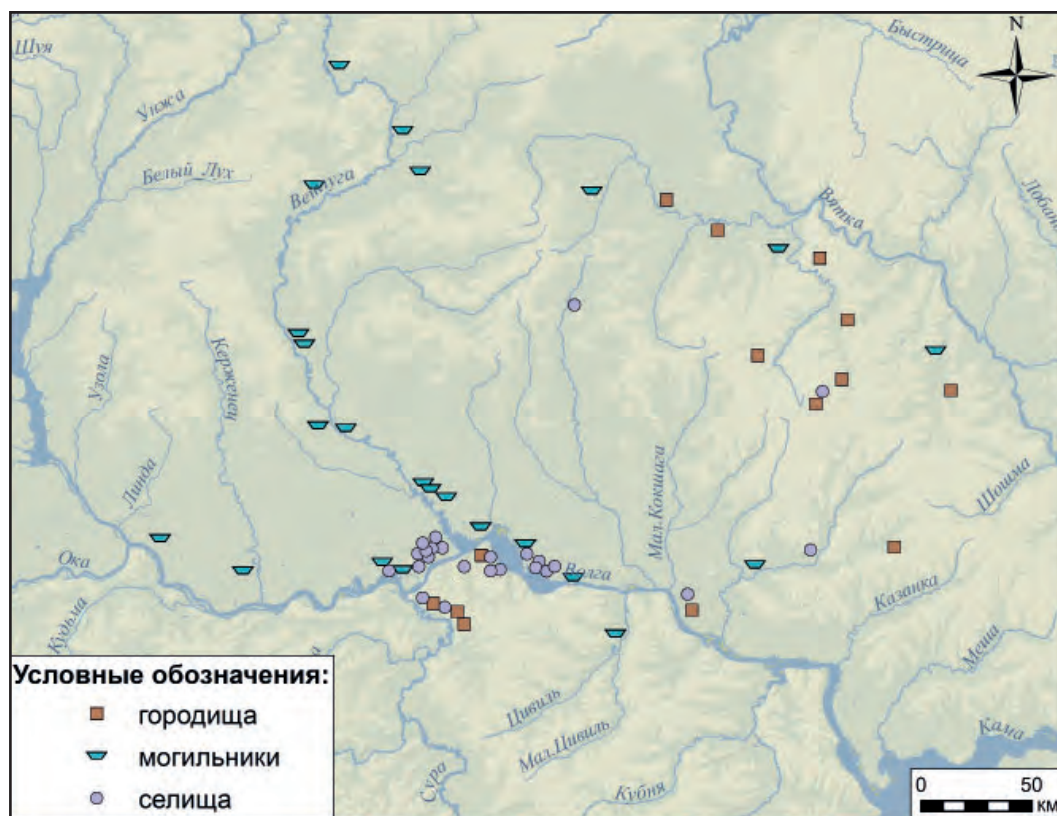 N
Шуя
Быстрица
Унжа
Белый Лух
Ветлуга
Вятка
Узола
Керженец
Линда
Мал.Кокшага
Шошма
Ока
Волга
Казанка
Кудьма
Меша
Цивиль
Мал.Цивиль
Кама
Сура
Кубня
Условные обозначения:
городища
могильники
селища
0 50
КМ